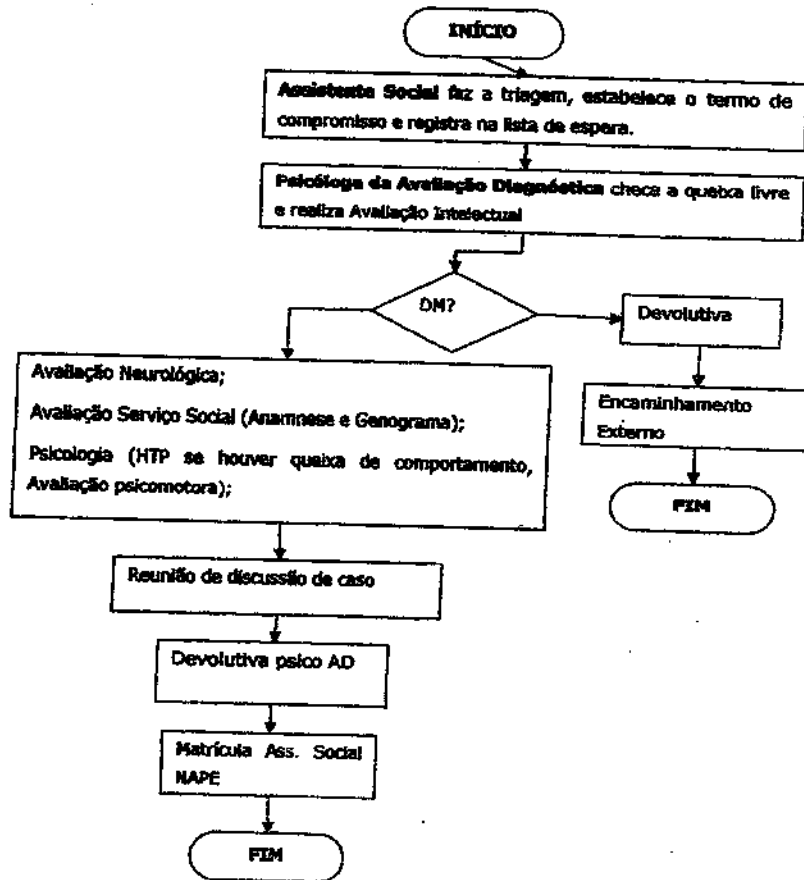 INÍCIO
Assistente Social faz a triagem, estabelece o termo de
compromisso e registra na lista de espera.
Psicóloga da Avaliação Diagnóstica checa a queixa livre
e realiza Avaliação Intelectual
DM?
Devolutiva
Avaliação Neurológica;
Avaliação Serviço Social (Anamnese e Genograma);
Psicologia (HTP se houver queixa de comportamento,
Avaliação psicomotora);
Encaminhamento
Externo
FIM
Reunião de discussão de caso
Devolutiva psico AD
Matrícula Ass. Social
NAPE
FIM